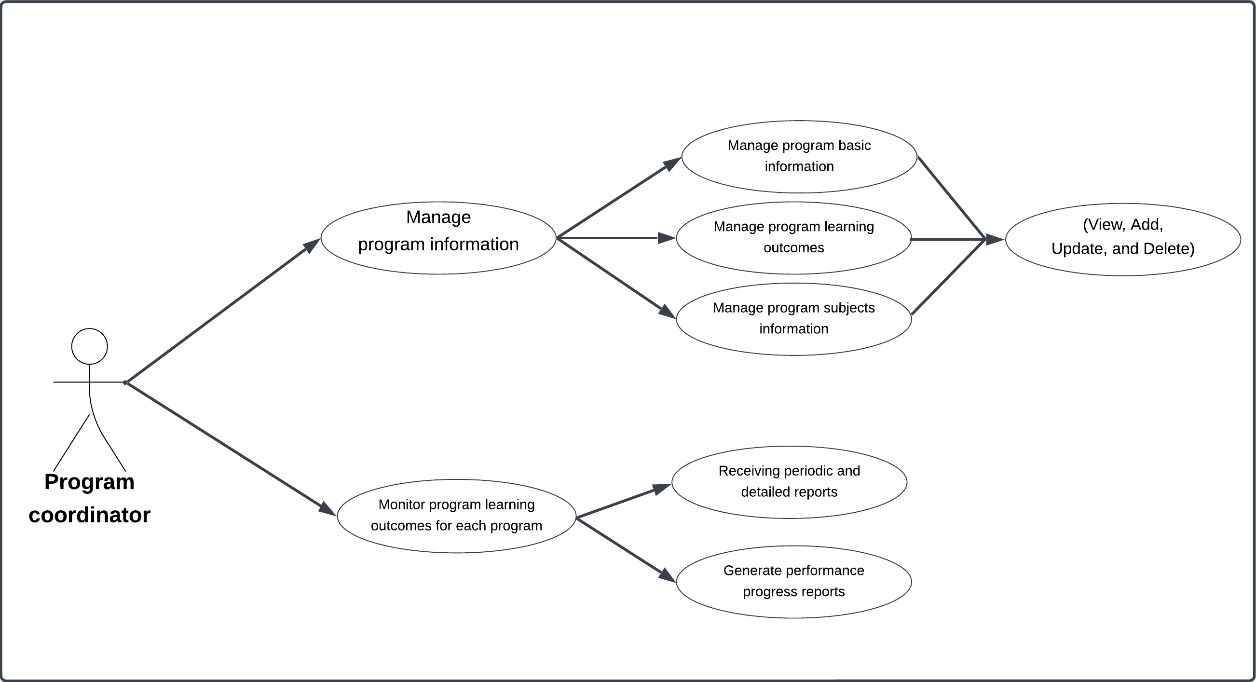 Manage program basic
information
Manage
program information
Manage program learning
outcomes
(View, Add,
Update, and Delete)
Manage program subjects
information
Program
coordinator
Monitor program learning
outcomes for each program
Receiving periodic and
detailed reports
Generate performance
progress reports